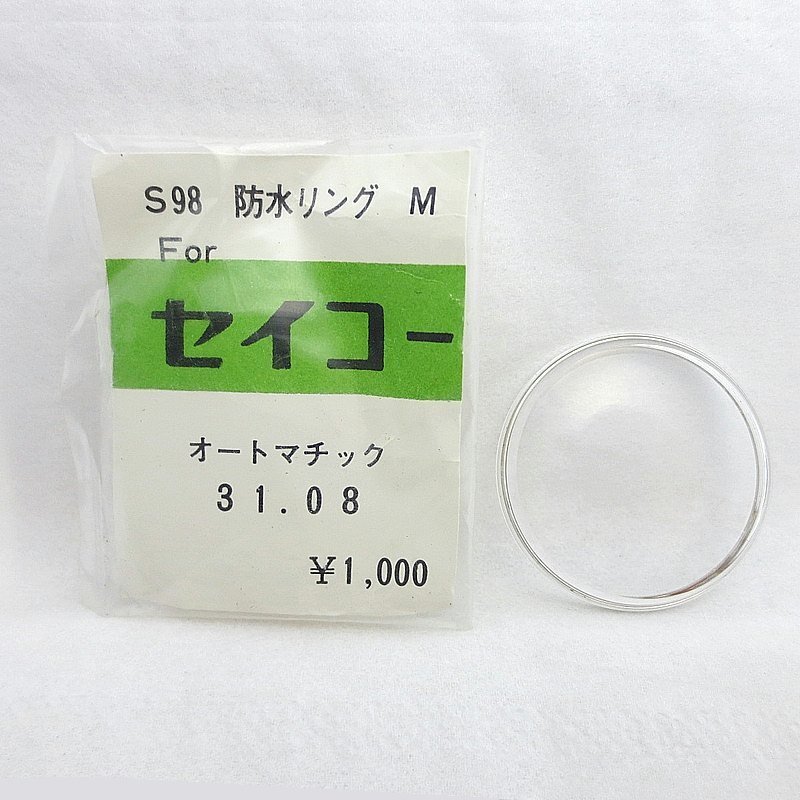 S98 防水リング M
For
セイコー
オートマチック
31.08
¥1,000